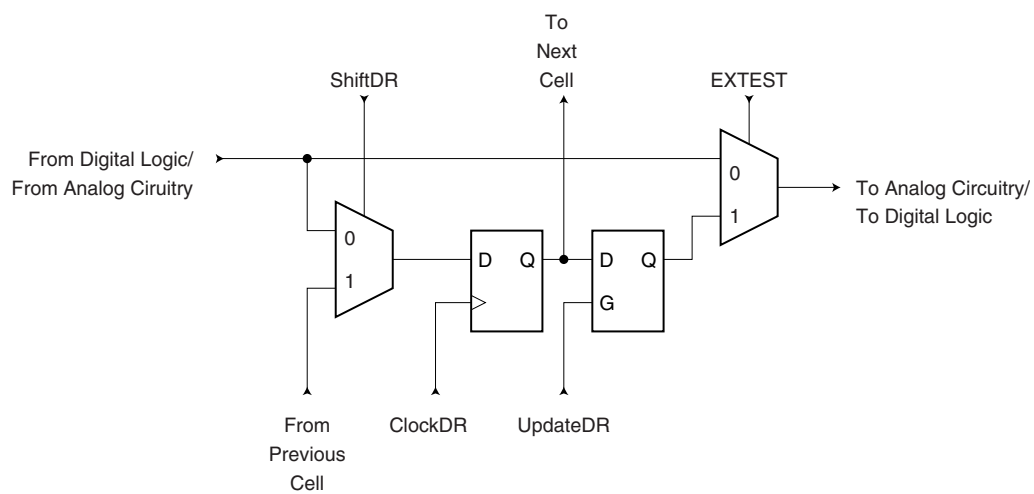 To
Next
Cell
ShiftDR
EXTEST
From Digital Logic/
From Analog Ciruitry
0
1
To Analog Circuitry/
To Digital Logic
0
1
D Q
D Q
G
From
Previous
Cell
ClockDR
UpdateDR